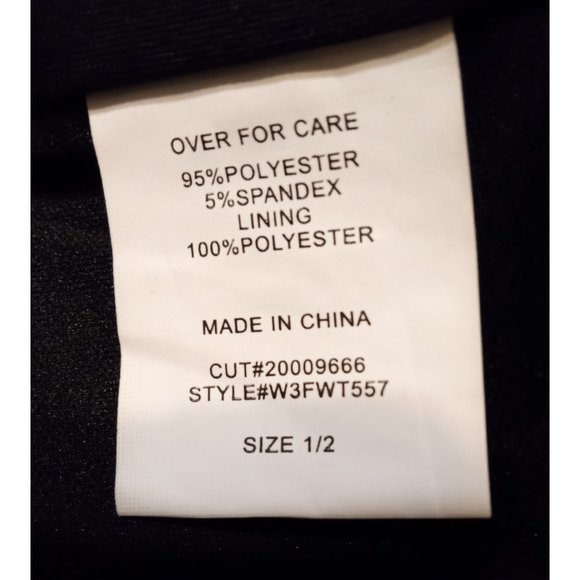 OVER FOR CARE
95%POLYESTER
5%SPANDEX
LINING
100%POLYESTER
MADE IN CHINA
CUT#20009666
STYLE#W3FWT557
SIZE 1/2